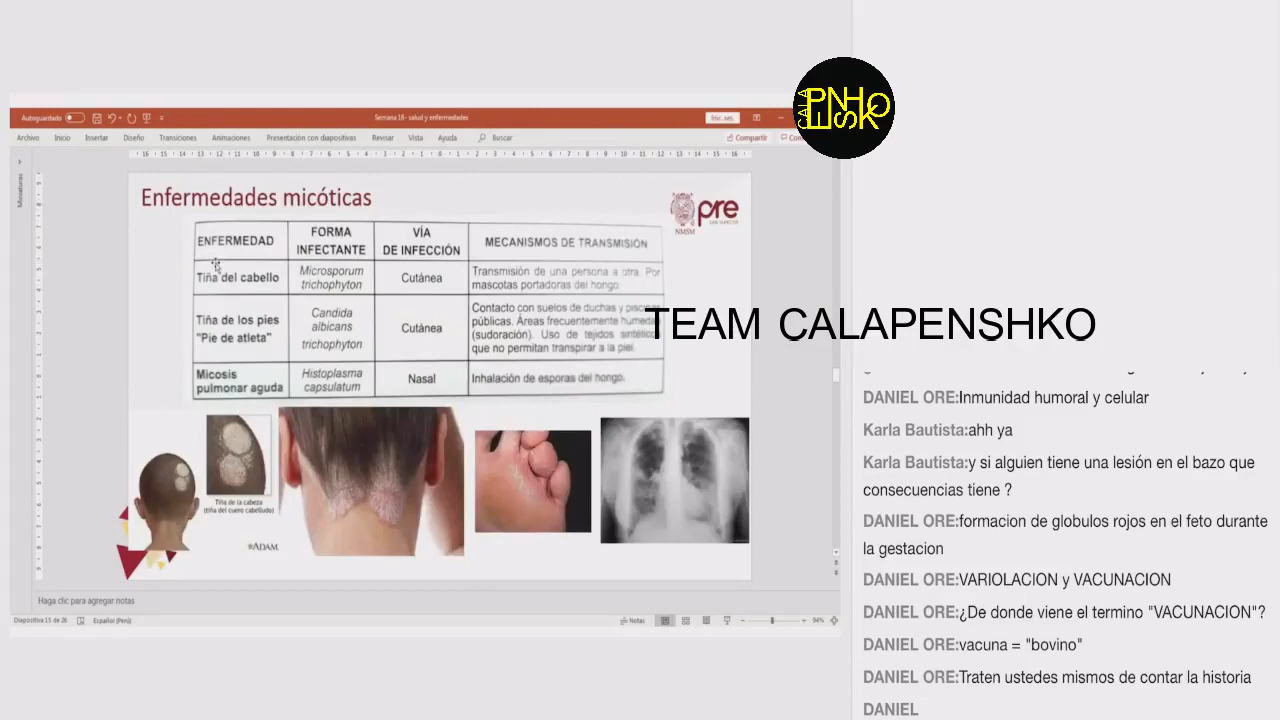 CALA
PENHSKO
Autoguardado
Semana 16- salud y enfermedades
Inic. ses.
Archivo Inicio Insertar Diseño Transiciones Animaciones Presentación con diapositivas Revisar Vista Ayuda Buscar Compartir
Miniaturas
Enfermedades micóticas
pre
SAN MARCOS
NMSM
ENFERMEDAD
FORMA
INFECTANTE
VÍA
DE INFECCIÓN
MECANISMOS DE TRANSMISIÓN
Tiña del cabello
Microsporum
trichophyton
Cutánea
Transmisión de una persona a otra. Por
mascotas portadoras del hongo.
Tiña de los pies
"Pie de atleta"
Candida
albicans
trichophyton
Cutánea
Contacto con suelos de duchas y piscinas
públicas. Áreas frecuentemente humedas
(sudoración). Uso de tejidos sintéticos
que no permitan transpirar a la piel.
Micosis
pulmonar aguda
Histoplasma
capsulatum
Nasal
Inhalación de esporas del hongo.
Tiña de la cabeza
(tiña del cuero cabelludo)
ADAM.
TEAM CALAPENSHKO
Haga clic para agregar notas
Diapositiva 15 de 26 Español (Perú) Notas 94%
DANIEL ORE:Inmunidad humoral y celular
Karla Bautista:ahh ya
Karla Bautista:y si alguien tiene una lesión en el bazo que
consecuencias tiene ?
DANIEL ORE:formacion de globulos rojos en el feto durante
la gestacion
DANIEL ORE:VARIOLACION y VACUNACION
DANIEL ORE:¿De donde viene el termino "VACUNACION"?
DANIEL ORE:vacuna = "bovino"
DANIEL ORE:Traten ustedes mismos de contar la historia
DANIEL